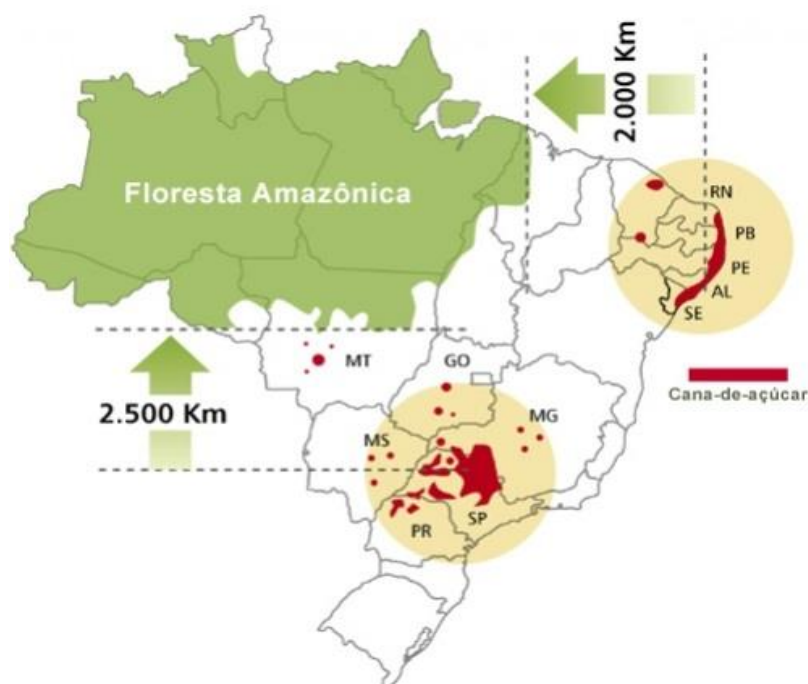 2.000 Km
Floresta Amazônica
RN
PB
PE
AL
SE
MT
GO
Cana-de-açúcar
2.500 Km
MS
MG
SP
PR